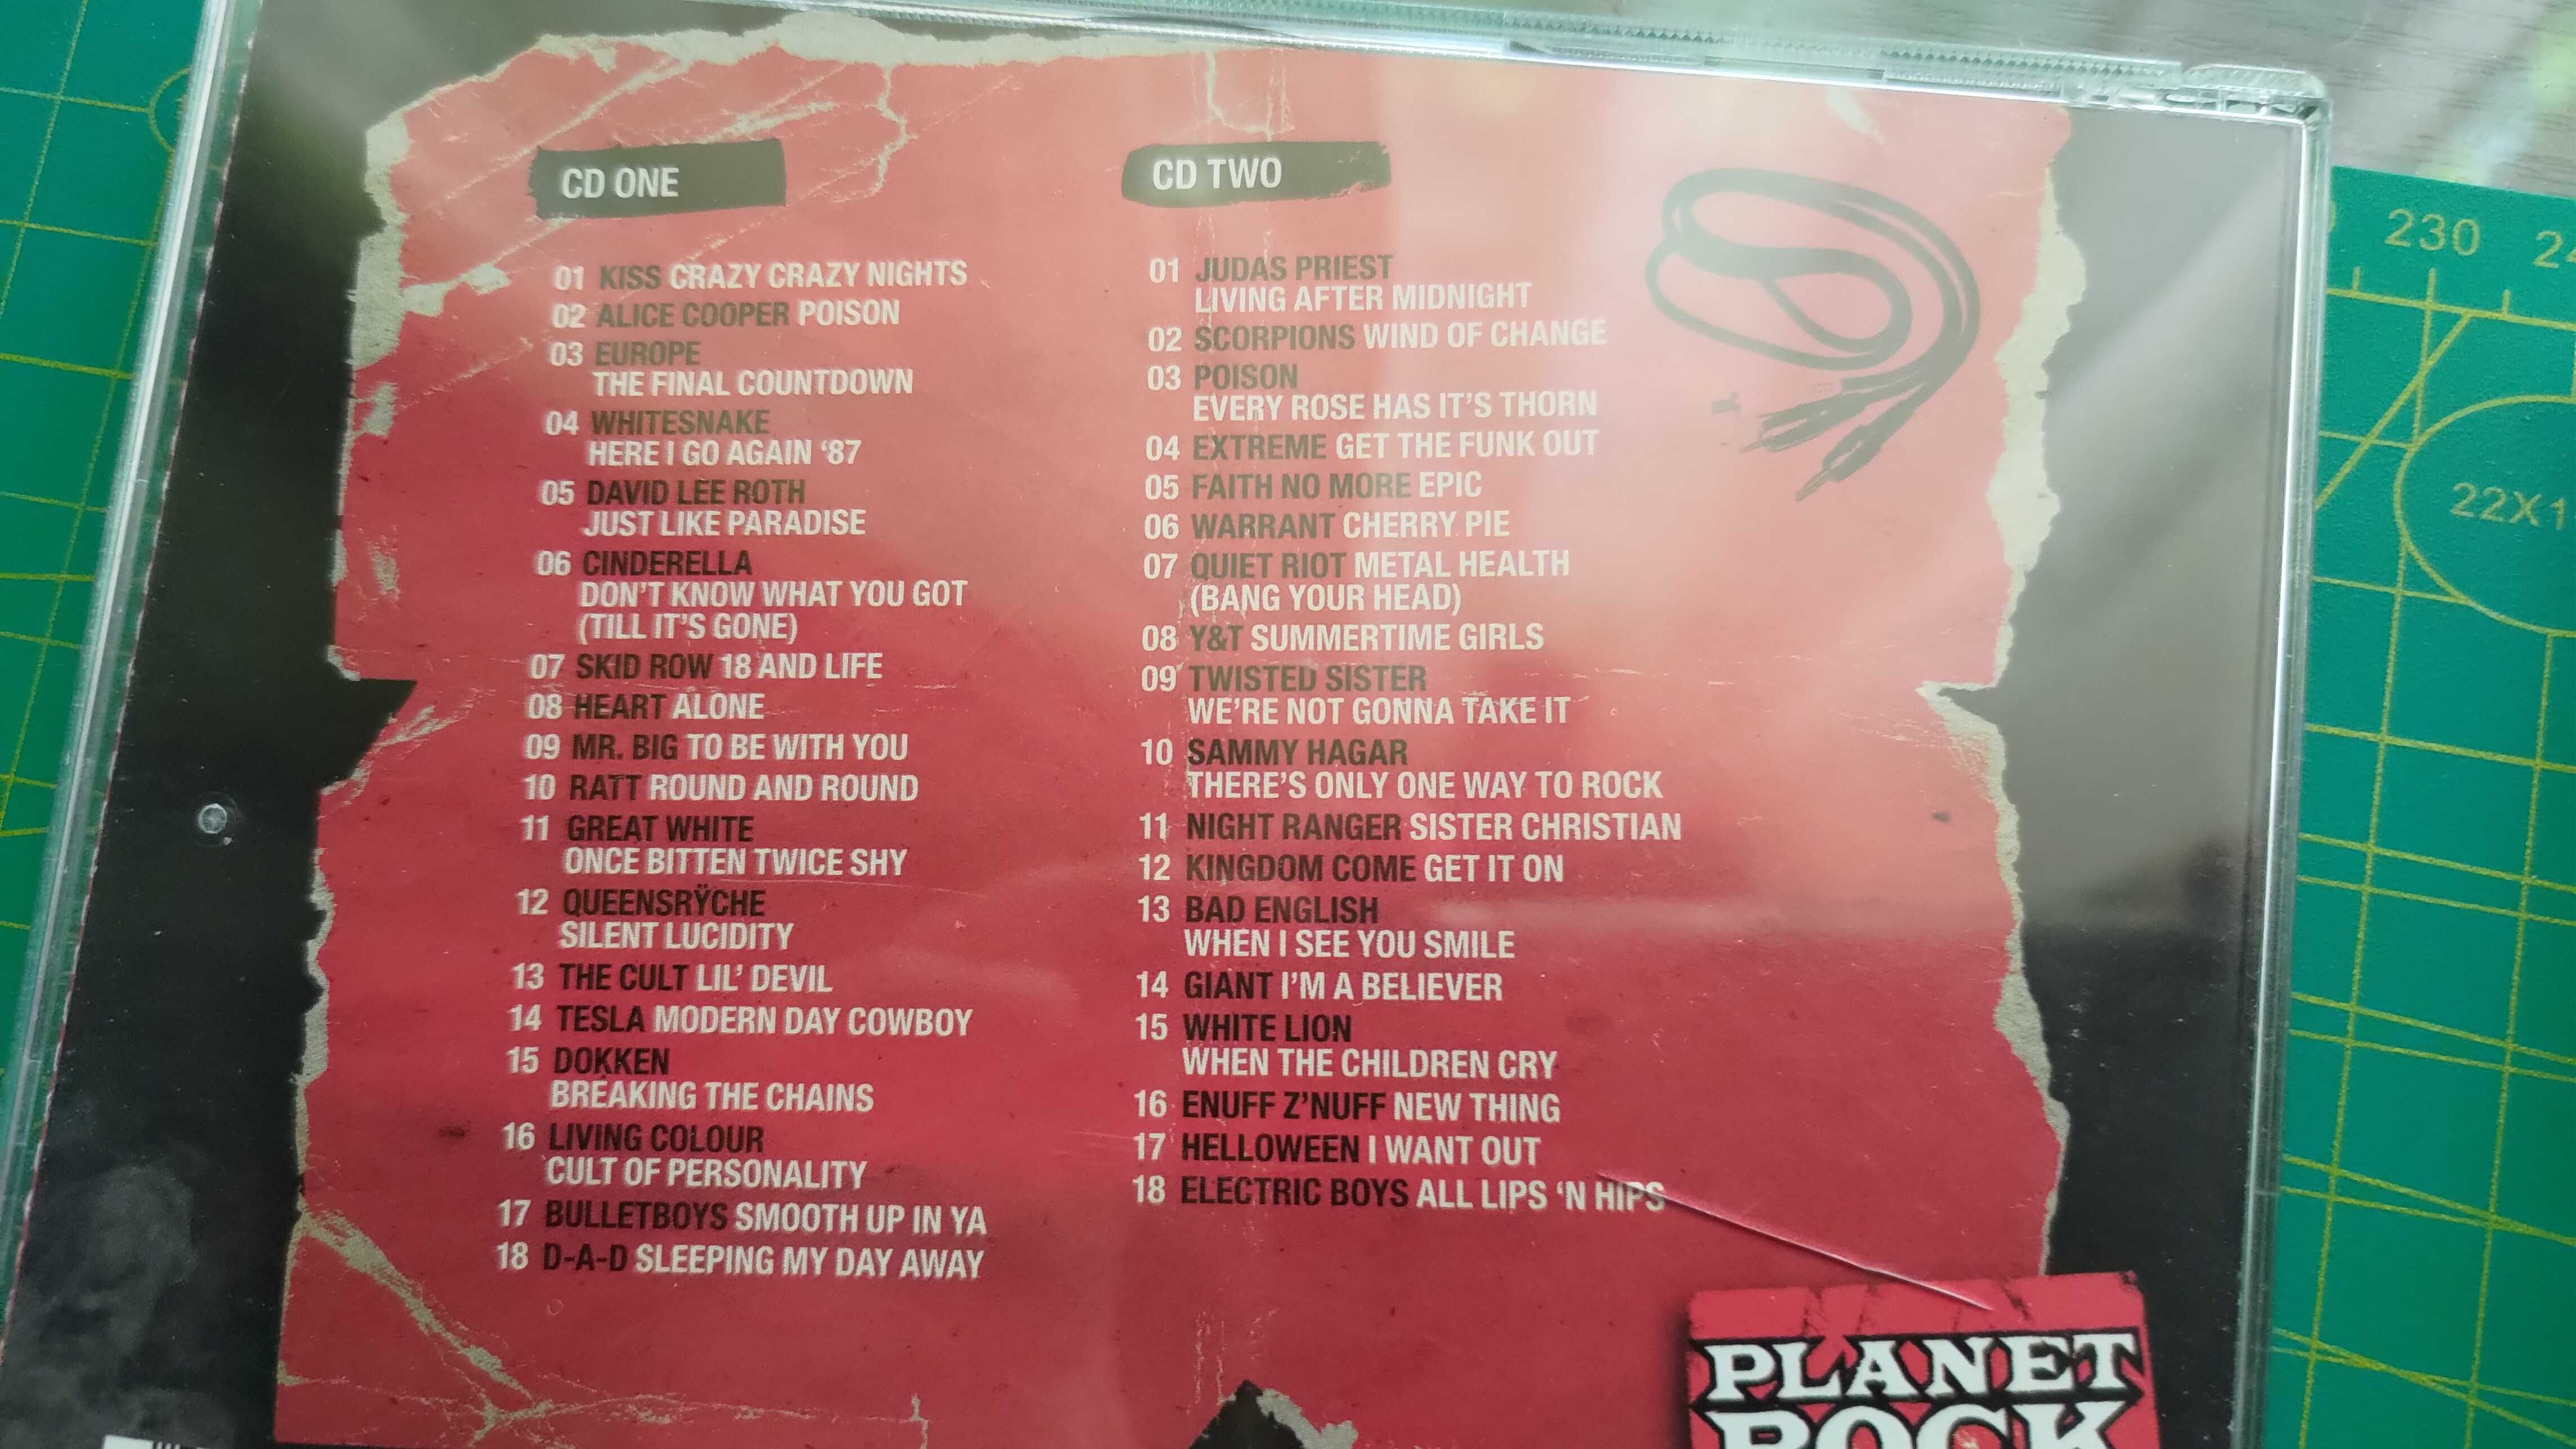 CD ONE
01 KISS CRAZY CRAZY NIGHTS
02 ALICE COOPER POISON
03 EUROPE
THE FINAL COUNTDOWN
04 WHITESNAKE
HERE I GO AGAIN ‘87
05 DAVID LEE ROTH
JUST LIKE PARADISE
06 CINDERELLA
DON’T KNOW WHAT YOU GOT
(TILL IT’S GONE)
07 SKID ROW 18 AND LIFE
08 HEART ALONE
09 MR. BIG TO BE WITH YOU
10 RATT ROUND AND ROUND
11 GREAT WHITE
ONCE BITTEN TWICE SHY
12 QUEENSRŸCHE
SILENT LUCIDITY
13 THE CULT LIL’ DEVIL
14 TESLA MODERN DAY COWBOY
15 DOKKEN
BREAKING THE CHAINS
16 LIVING COLOUR
CULT OF PERSONALITY
17 BULLETBOYS SMOOTH UP IN YA
18 D-A-D SLEEPING MY DAY AWAY
CD TWO
01 JUDAS PRIEST
LIVING AFTER MIDNIGHT
02 SCORPIONS WIND OF CHANGE
03 POISON
EVERY ROSE HAS IT’S THORN
04 EXTREME GET THE FUNK OUT
05 FAITH NO MORE EPIC
06 WARRANT CHERRY PIE
07 QUIET RIOT METAL HEALTH
(BANG YOUR HEAD)
08 Y&T SUMMERTIME GIRLS
09 TWISTED SISTER
WE’RE NOT GONNA TAKE IT
10 SAMMY HAGAR
THERE’S ONLY ONE WAY TO ROCK
11 NIGHT RANGER SISTER CHRISTIAN
12 KINGDOM COME GET IT ON
13 BAD ENGLISH
WHEN I SEE YOU SMILE
14 GIANT I’M A BELIEVER
15 WHITE LION
WHEN THE CHILDREN CRY
16 ENUFF Z’NUFF NEW THING
17 HELLOWEEN I WANT OUT
18 ELECTRIC BOYS ALL LIPS ‘N HIPS
PLANET
ROCK
230
22X1